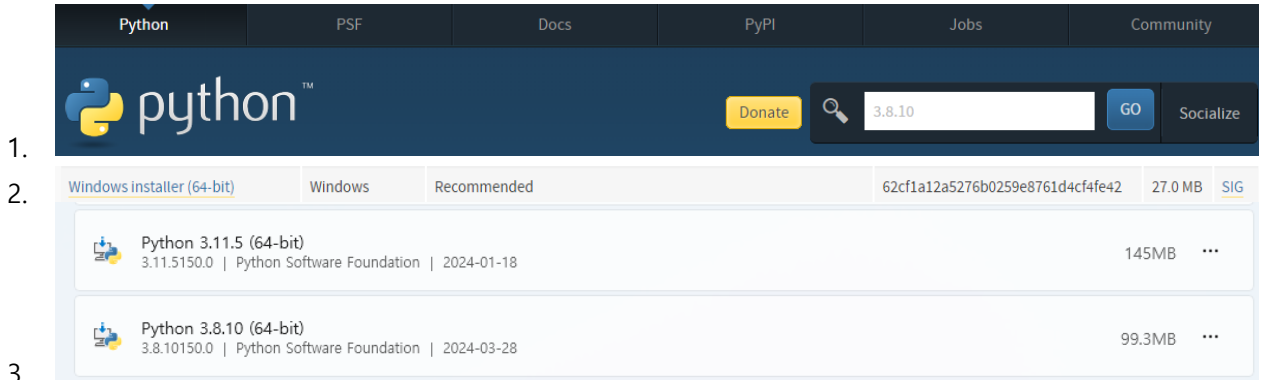 Python PSF Docs PyPI Jobs Community
python™
Donate 3.8.10 GO Socialize
1.
2. Windows installer (64-bit) Windows Recommended 62cf1a12a5276b0259e8761d4cf4fe42 27.0 MB SIG
Python 3.11.5 (64-bit)
3.11.5150.0 | Python Software Foundation | 2024-01-18
145MB ···
Python 3.8.10 (64-bit)
3.8.10150.0 | Python Software Foundation | 2024-03-28
99.3MB ···
3